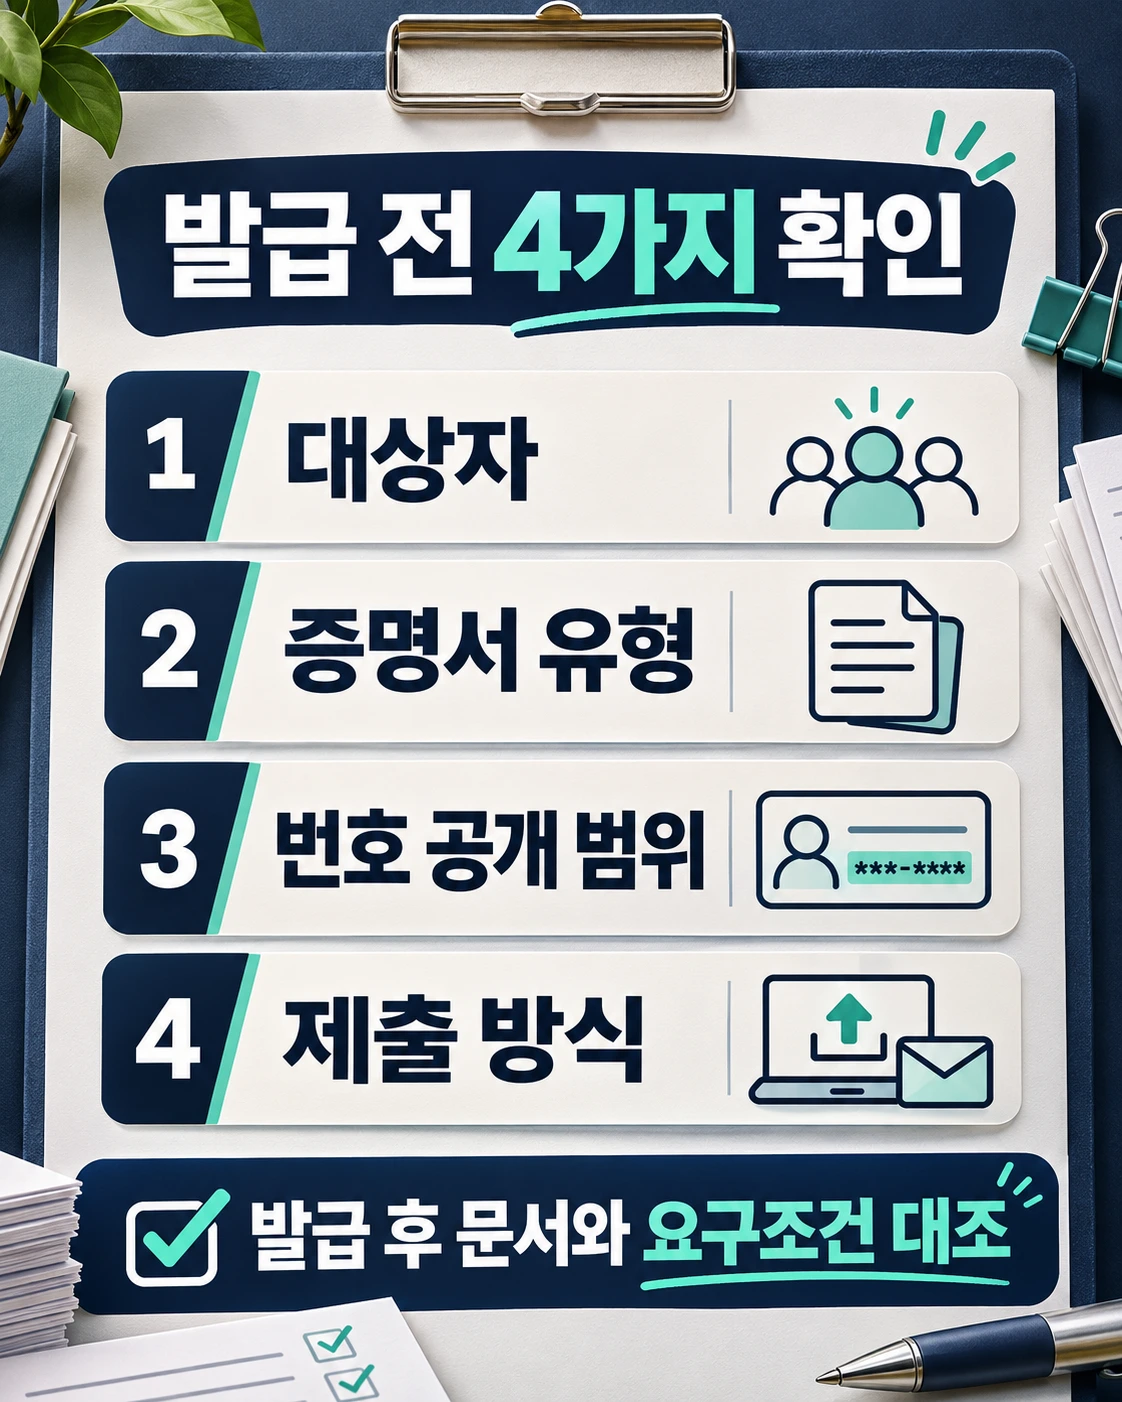 발급 전 4가지 확인
1 대상자
2 증명서 유형
3 번호 공개 범위
***-****
4 제출 방식
발급 후 문서와 요구조건 대조